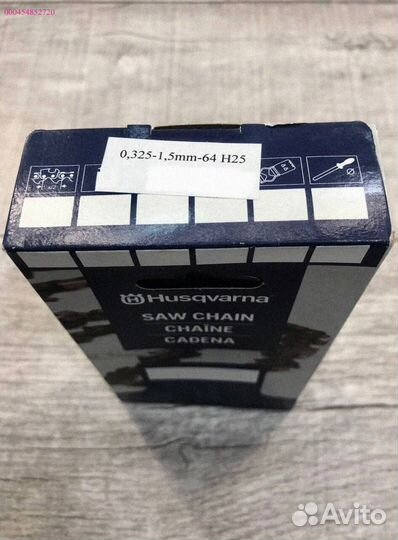 000454852720
0,325-1,5mm-64 H25
Husqvarna
SAW CHAIN
CHAÎNE
CADENA
Avito